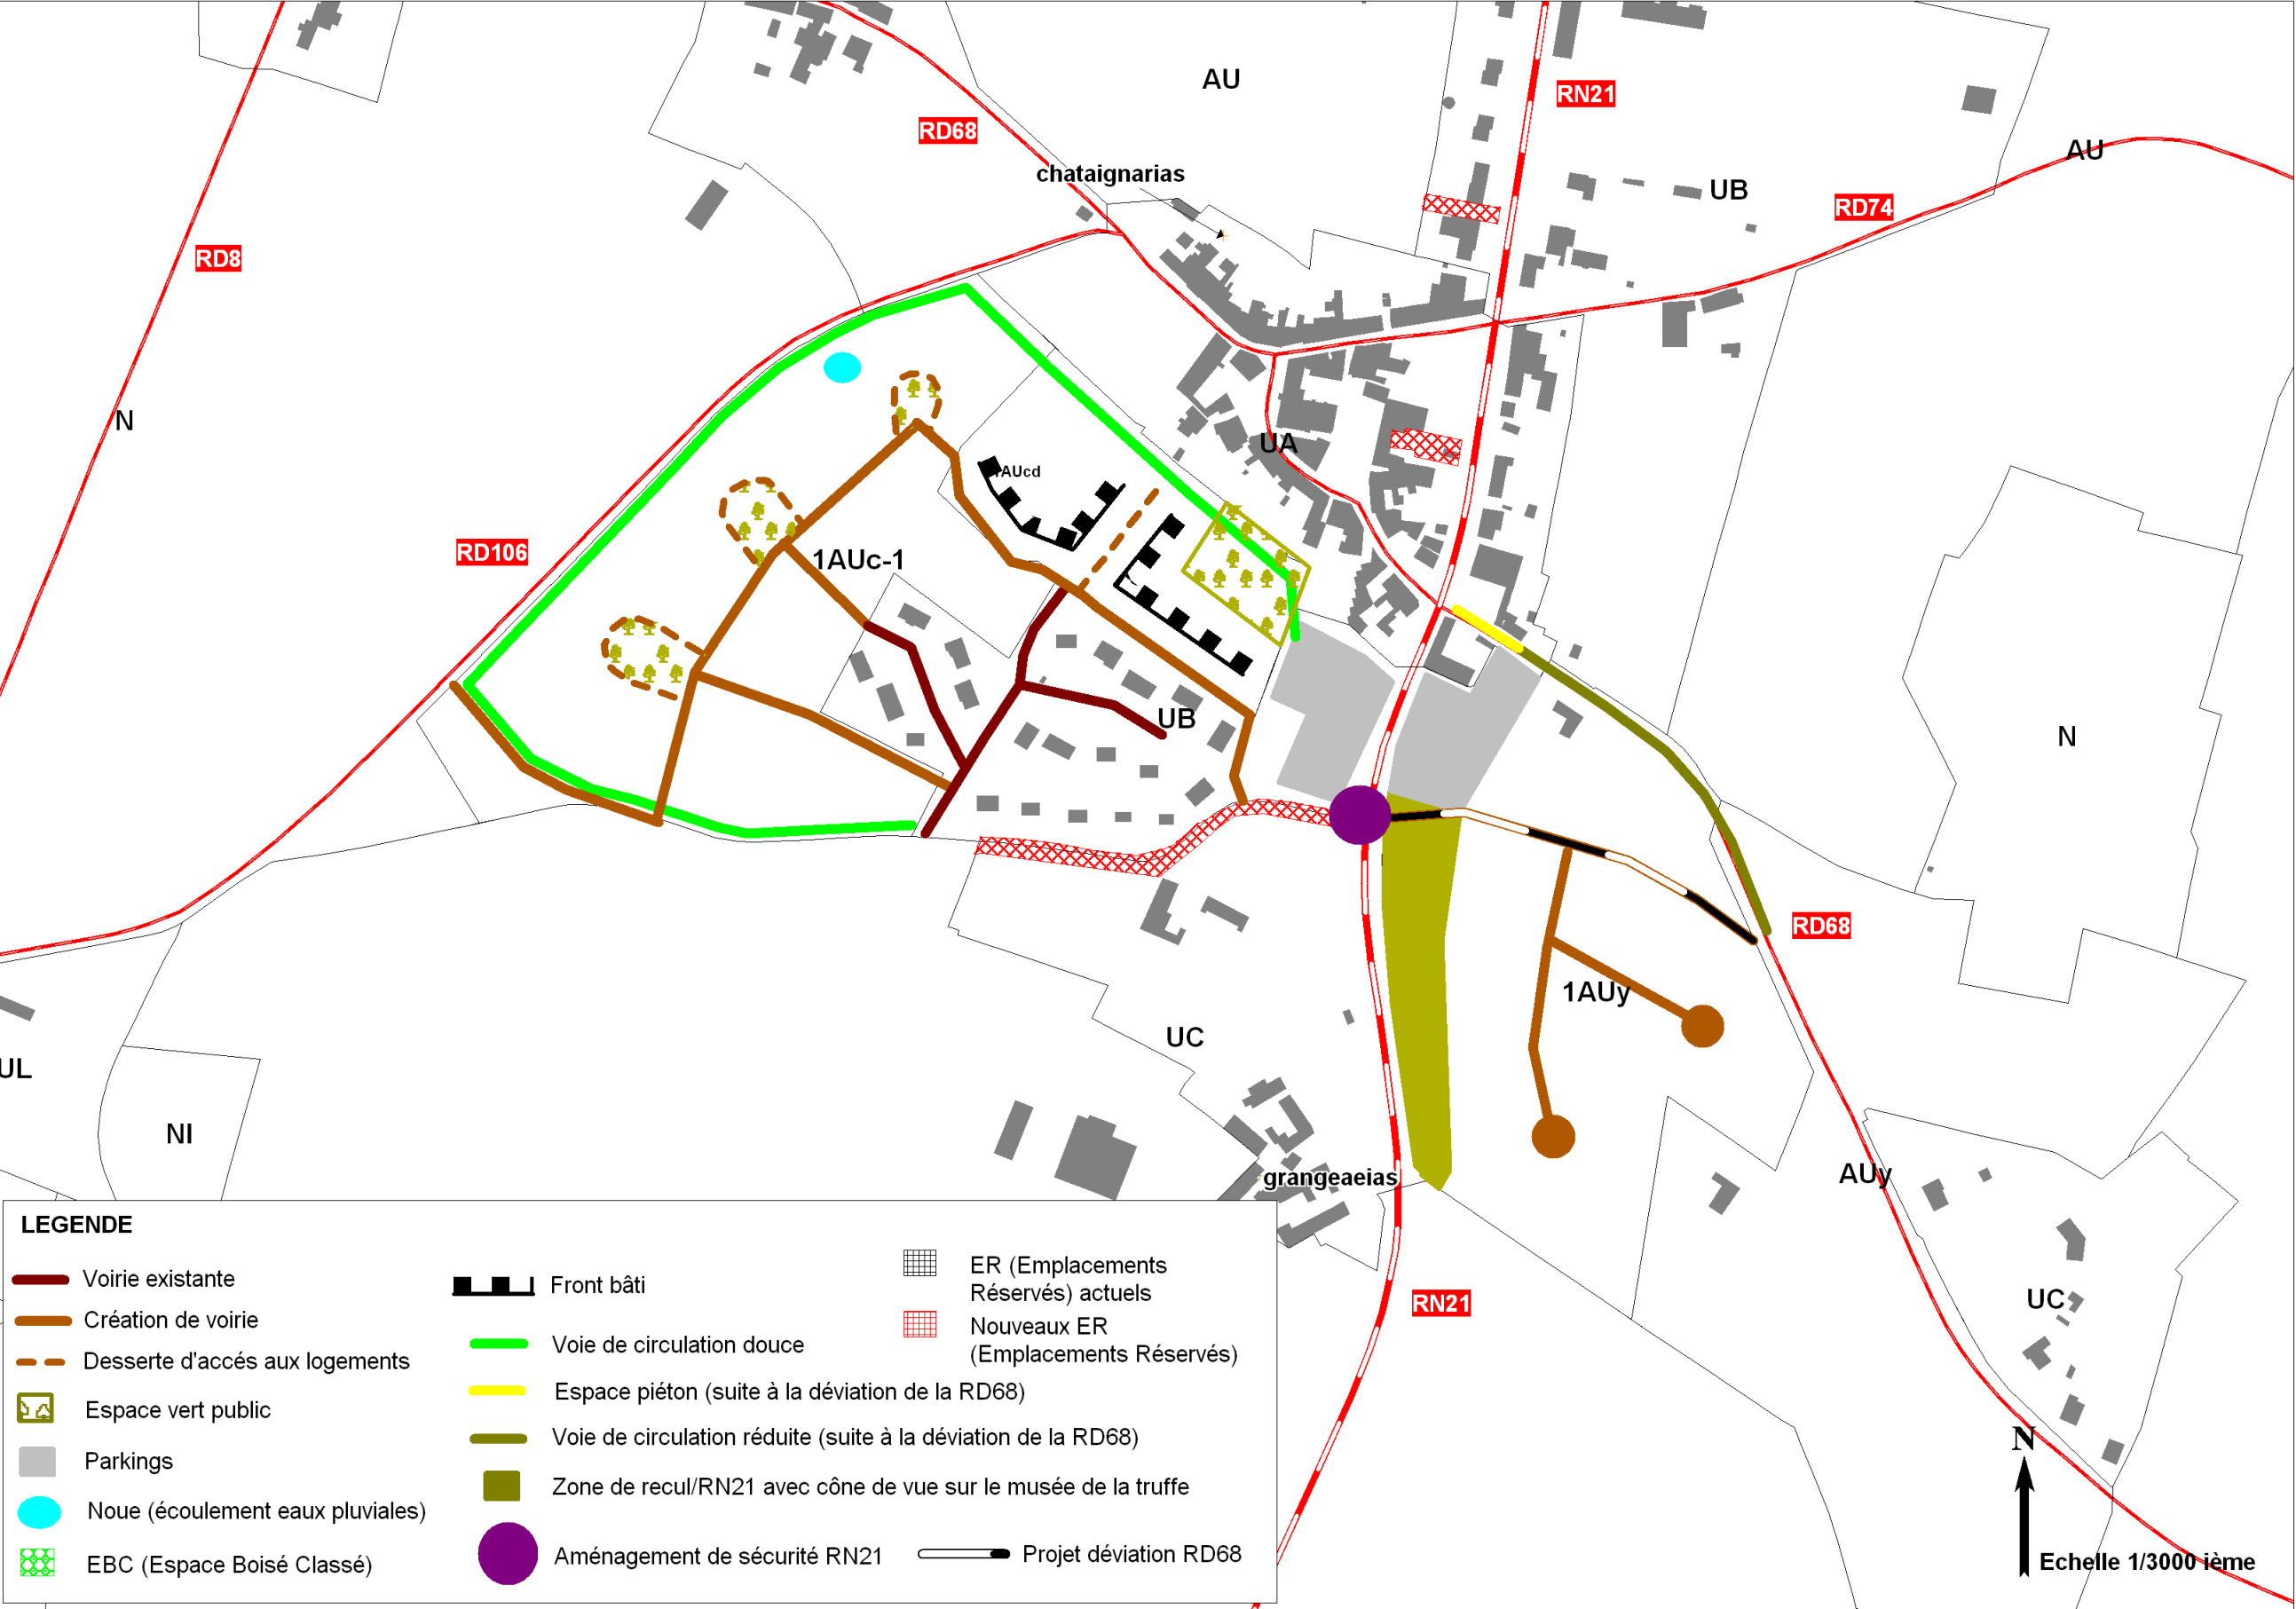 AU
RN21
RD68
AU
chataignarias
UB
RD74
RD8
N
UA
1AUcd
RD106
1AUc-1
UB
N
RD68
1AUy
UC
UL
NI
grangeaeias
AUy
UC
RN21
N
Echelle 1/3000 ième
LEGENDE
Voirie existante
Création de voirie
Desserte d'accés aux logements
Espace vert public
Parkings
Noue (écoulement eaux pluviales)
EBC (Espace Boisé Classé)
Front bâti
Voie de circulation douce
Espace piéton (suite à la déviation de la RD68)
Voie de circulation réduite (suite à la déviation de la RD68)
Zone de recul/RN21 avec cône de vue sur le musée de la truffe
Aménagement de sécurité RN21
ER (Emplacements
Réservés) actuels
Nouveaux ER
(Emplacements Réservés)
Projet déviation RD68